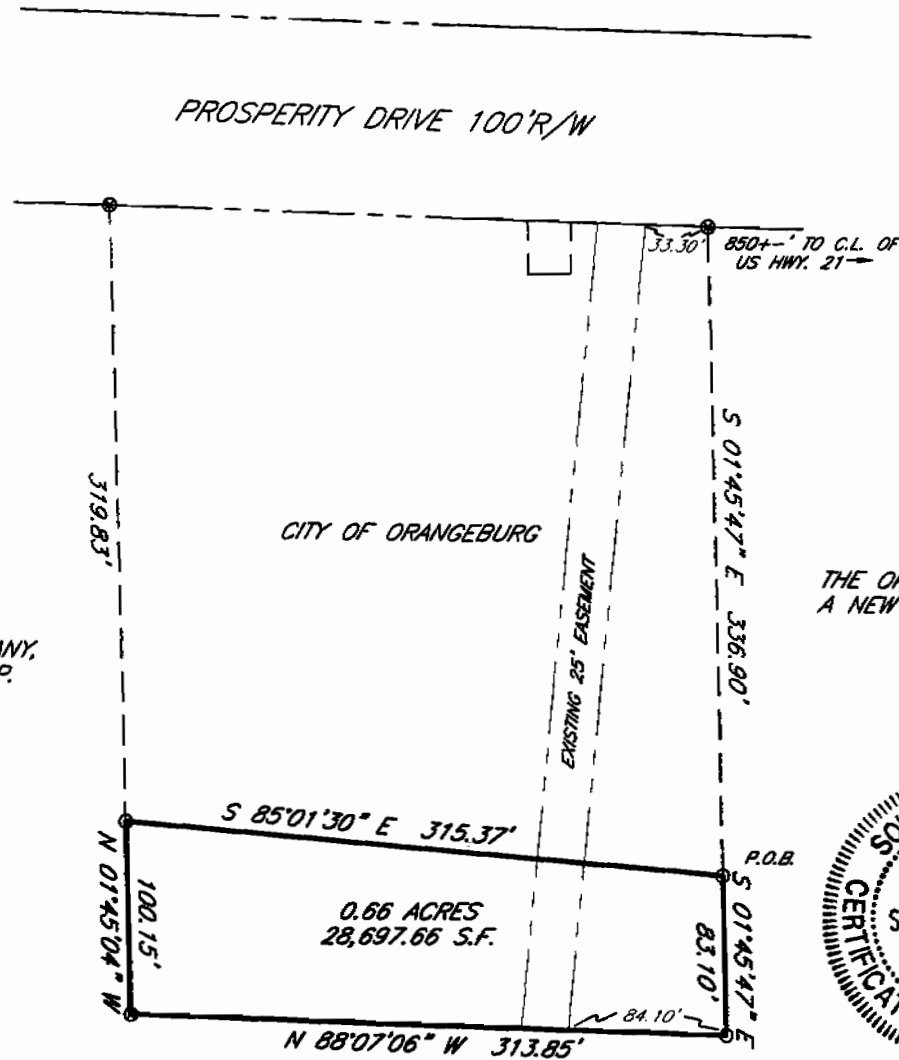 PROSPERITY DRIVE 100'R/W
33.30'
850+-' TO C.L. OF
US HWY. 21
319.83'
S 01°45'47" E 336.90'
CITY OF ORANGEBURG
EXISTING 25' EASEMENT
ANY,
P.
THE OR
A NEW
S 85°01'30" E 315.37'
P.O.B.
N 01°45'04" W
100.15'
0.66 ACRES
28,697.66 S.F.
S 01°45'47" E
83.10'
84.10'
N 88°07'06" W 313.85'
CERTIFICAT